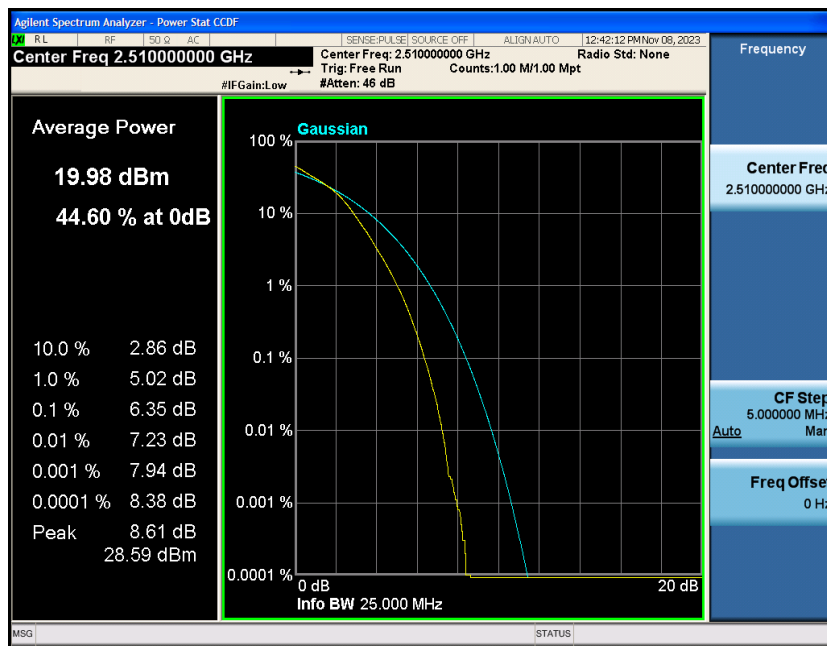 Agilent Spectrum Analyzer - Power Stat CCDF
LXI RL RF 50 Ω AC SENSE:PULSE SOURCE OFF ALIGN AUTO 12:42:12 PM Nov 08, 2023
Center Freq 2.510000000 GHz
Center Freq: 2.510000000 GHz Radio Std: None
Trig: Free Run Counts:1.00 M/1.00 Mpt
#IFGain:Low #Atten: 46 dB
Average Power
19.98 dBm
44.60 % at 0dB
10.0 % 2.86 dB
1.0 % 5.02 dB
0.1 % 6.35 dB
0.01 % 7.23 dB
0.001 % 7.94 dB
0.0001 % 8.38 dB
Peak 8.61 dB
28.59 dBm
Gaussian
100 %
10 %
1 %
0.1 %
0.01 %
0.001 %
0.0001 %
0 dB 20 dB
Info BW 25.000 MHz
Frequency
Center Freq
2.510000000 GHz
CF Step
5.000000 MHz
Auto Man
Freq Offset
0 Hz
MSG STATUS